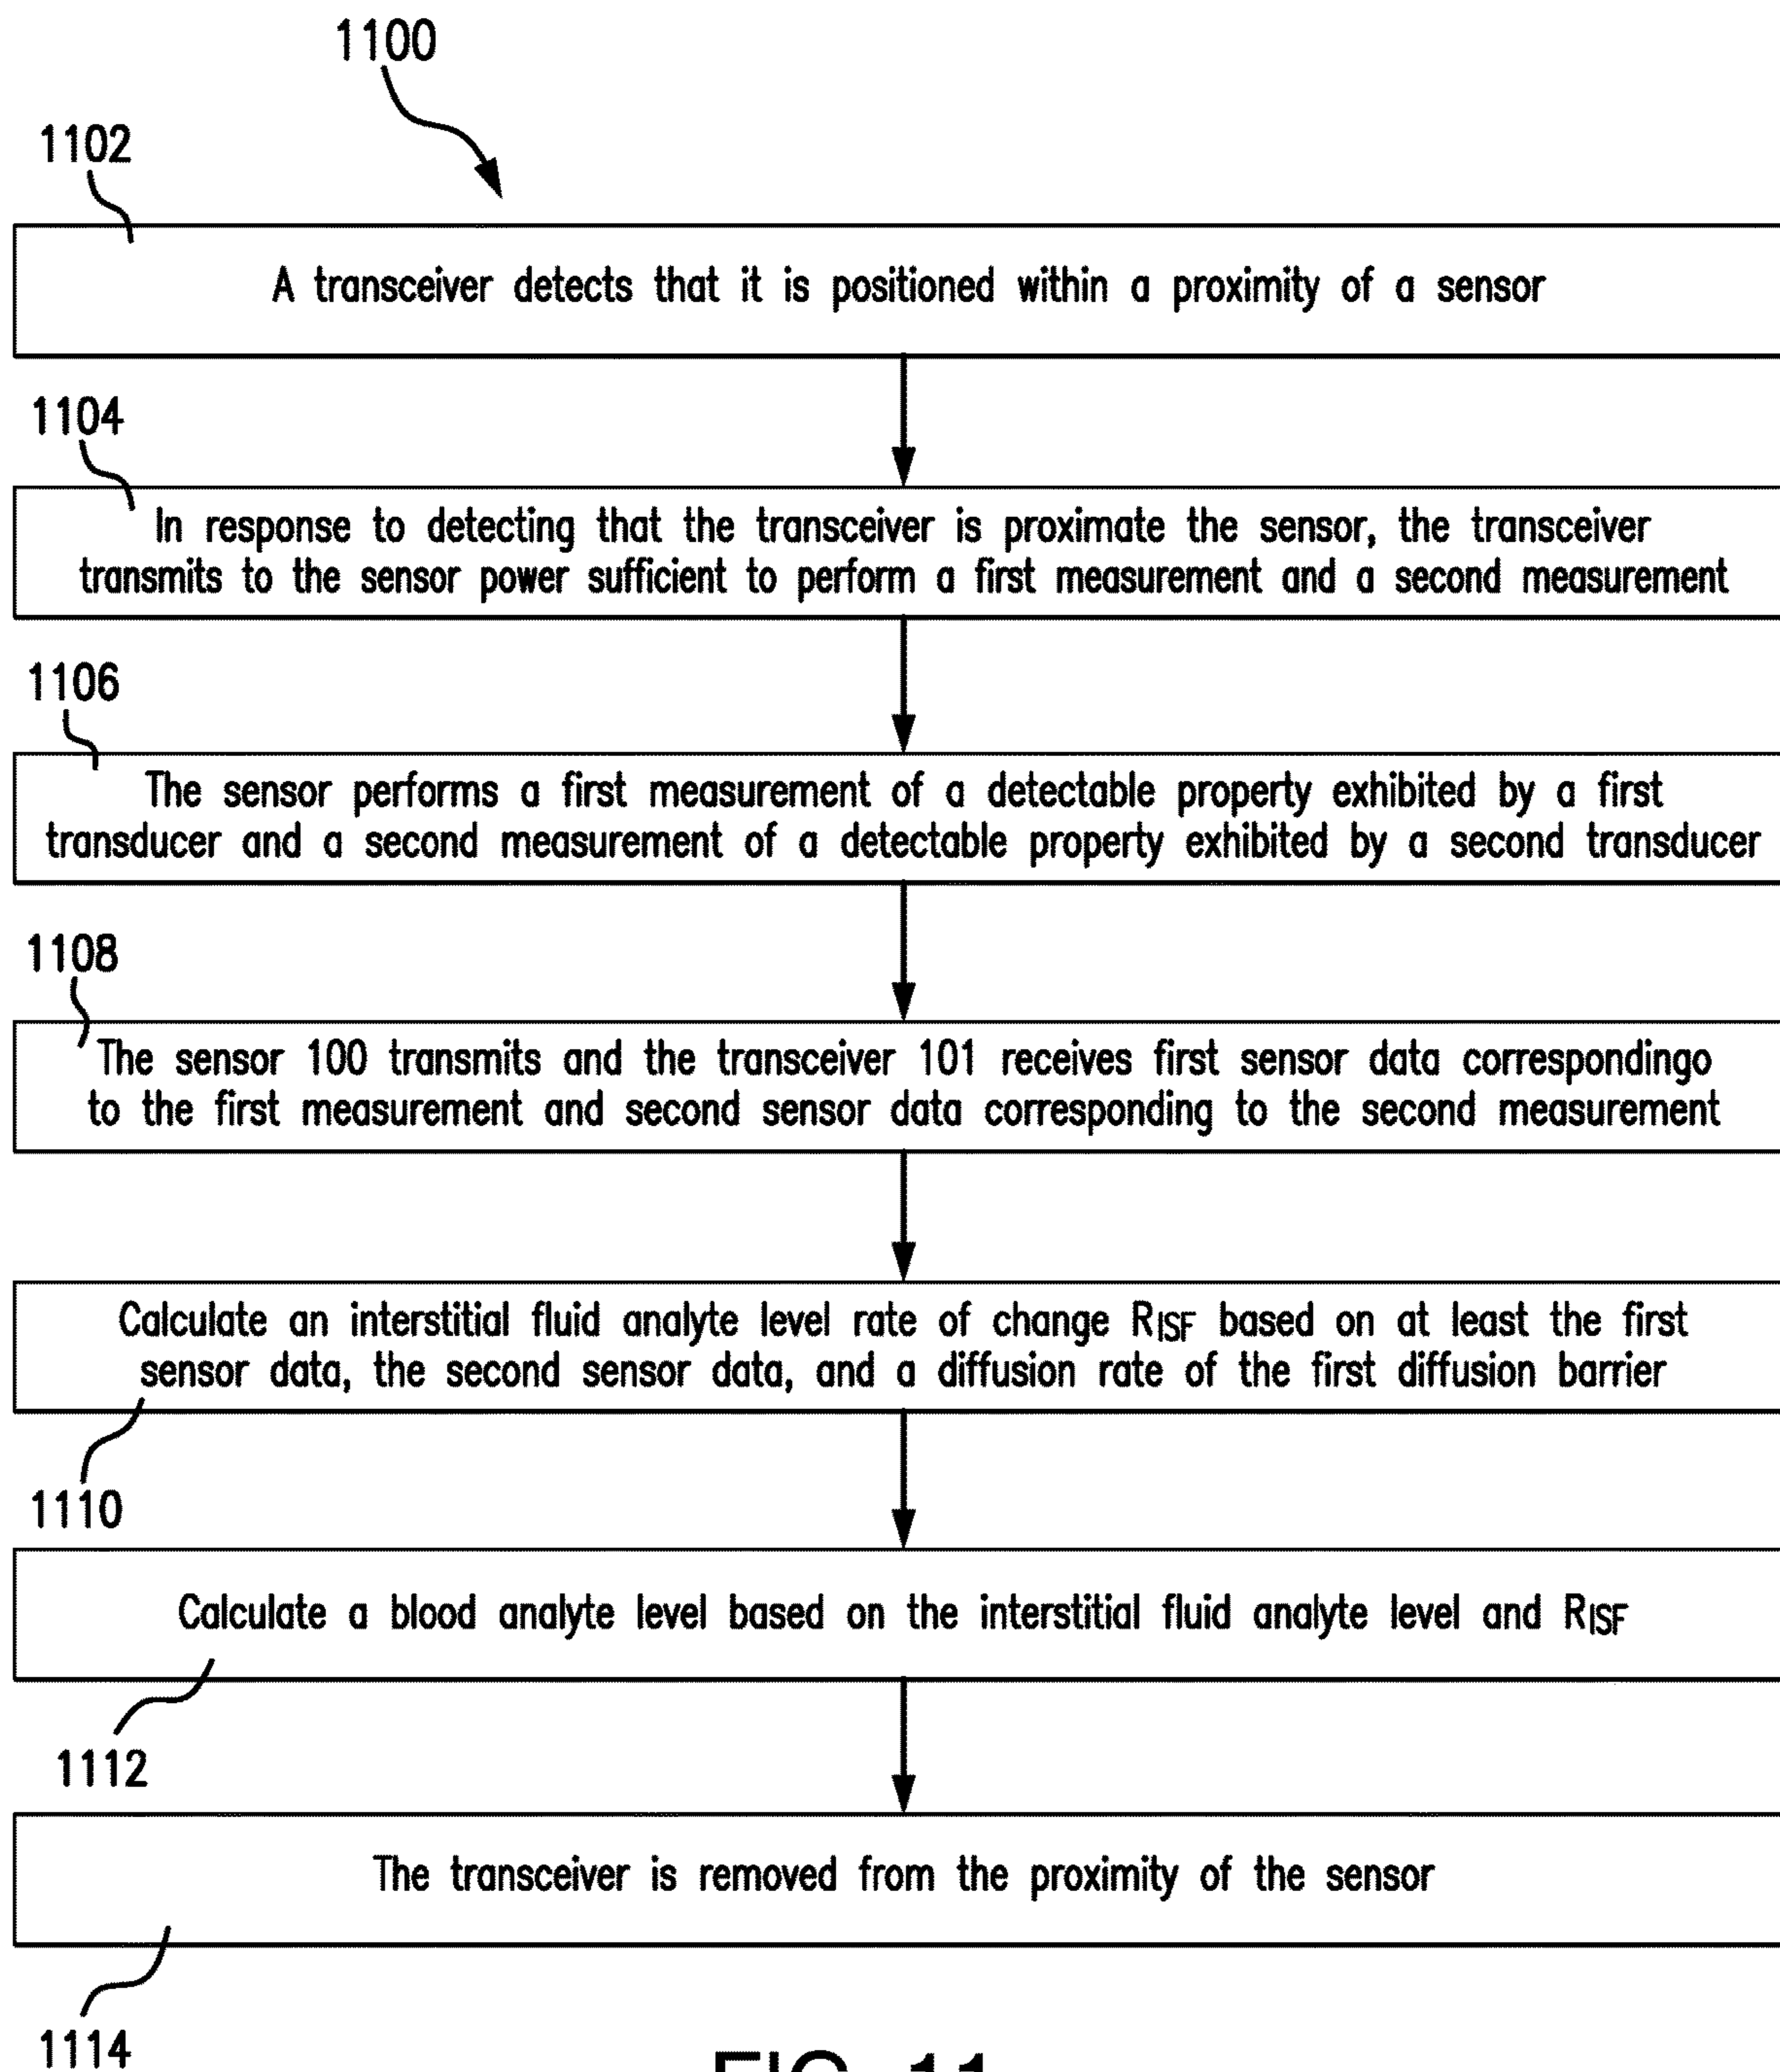 1100
1102
A transceiver detects that it is positioned within a proximity of a sensor
1104
In response to detecting that the transceiver is proximate the sensor, the transceiver
transmits to the sensor power sufficient to perform a first measurement and a second measurement
1106
The sensor performs a first measurement of a detectable property exhibited by a first
transducer and a second measurement of a detectable property exhibited by a second transducer
1108
The sensor 100 transmits and the transceiver 101 receives first sensor data correspondingo
to the first measurement and second sensor data corresponding to the second measurement
Calculate an interstitial fluid analyte level rate of change RISF based on at least the first
sensor data, the second sensor data, and a diffusion rate of the first diffusion barrier
1110
Calculate a blood analyte level based on the interstitial fluid analyte level and RISF
1112
The transceiver is removed from the proximity of the sensor
1114
FIG. 11